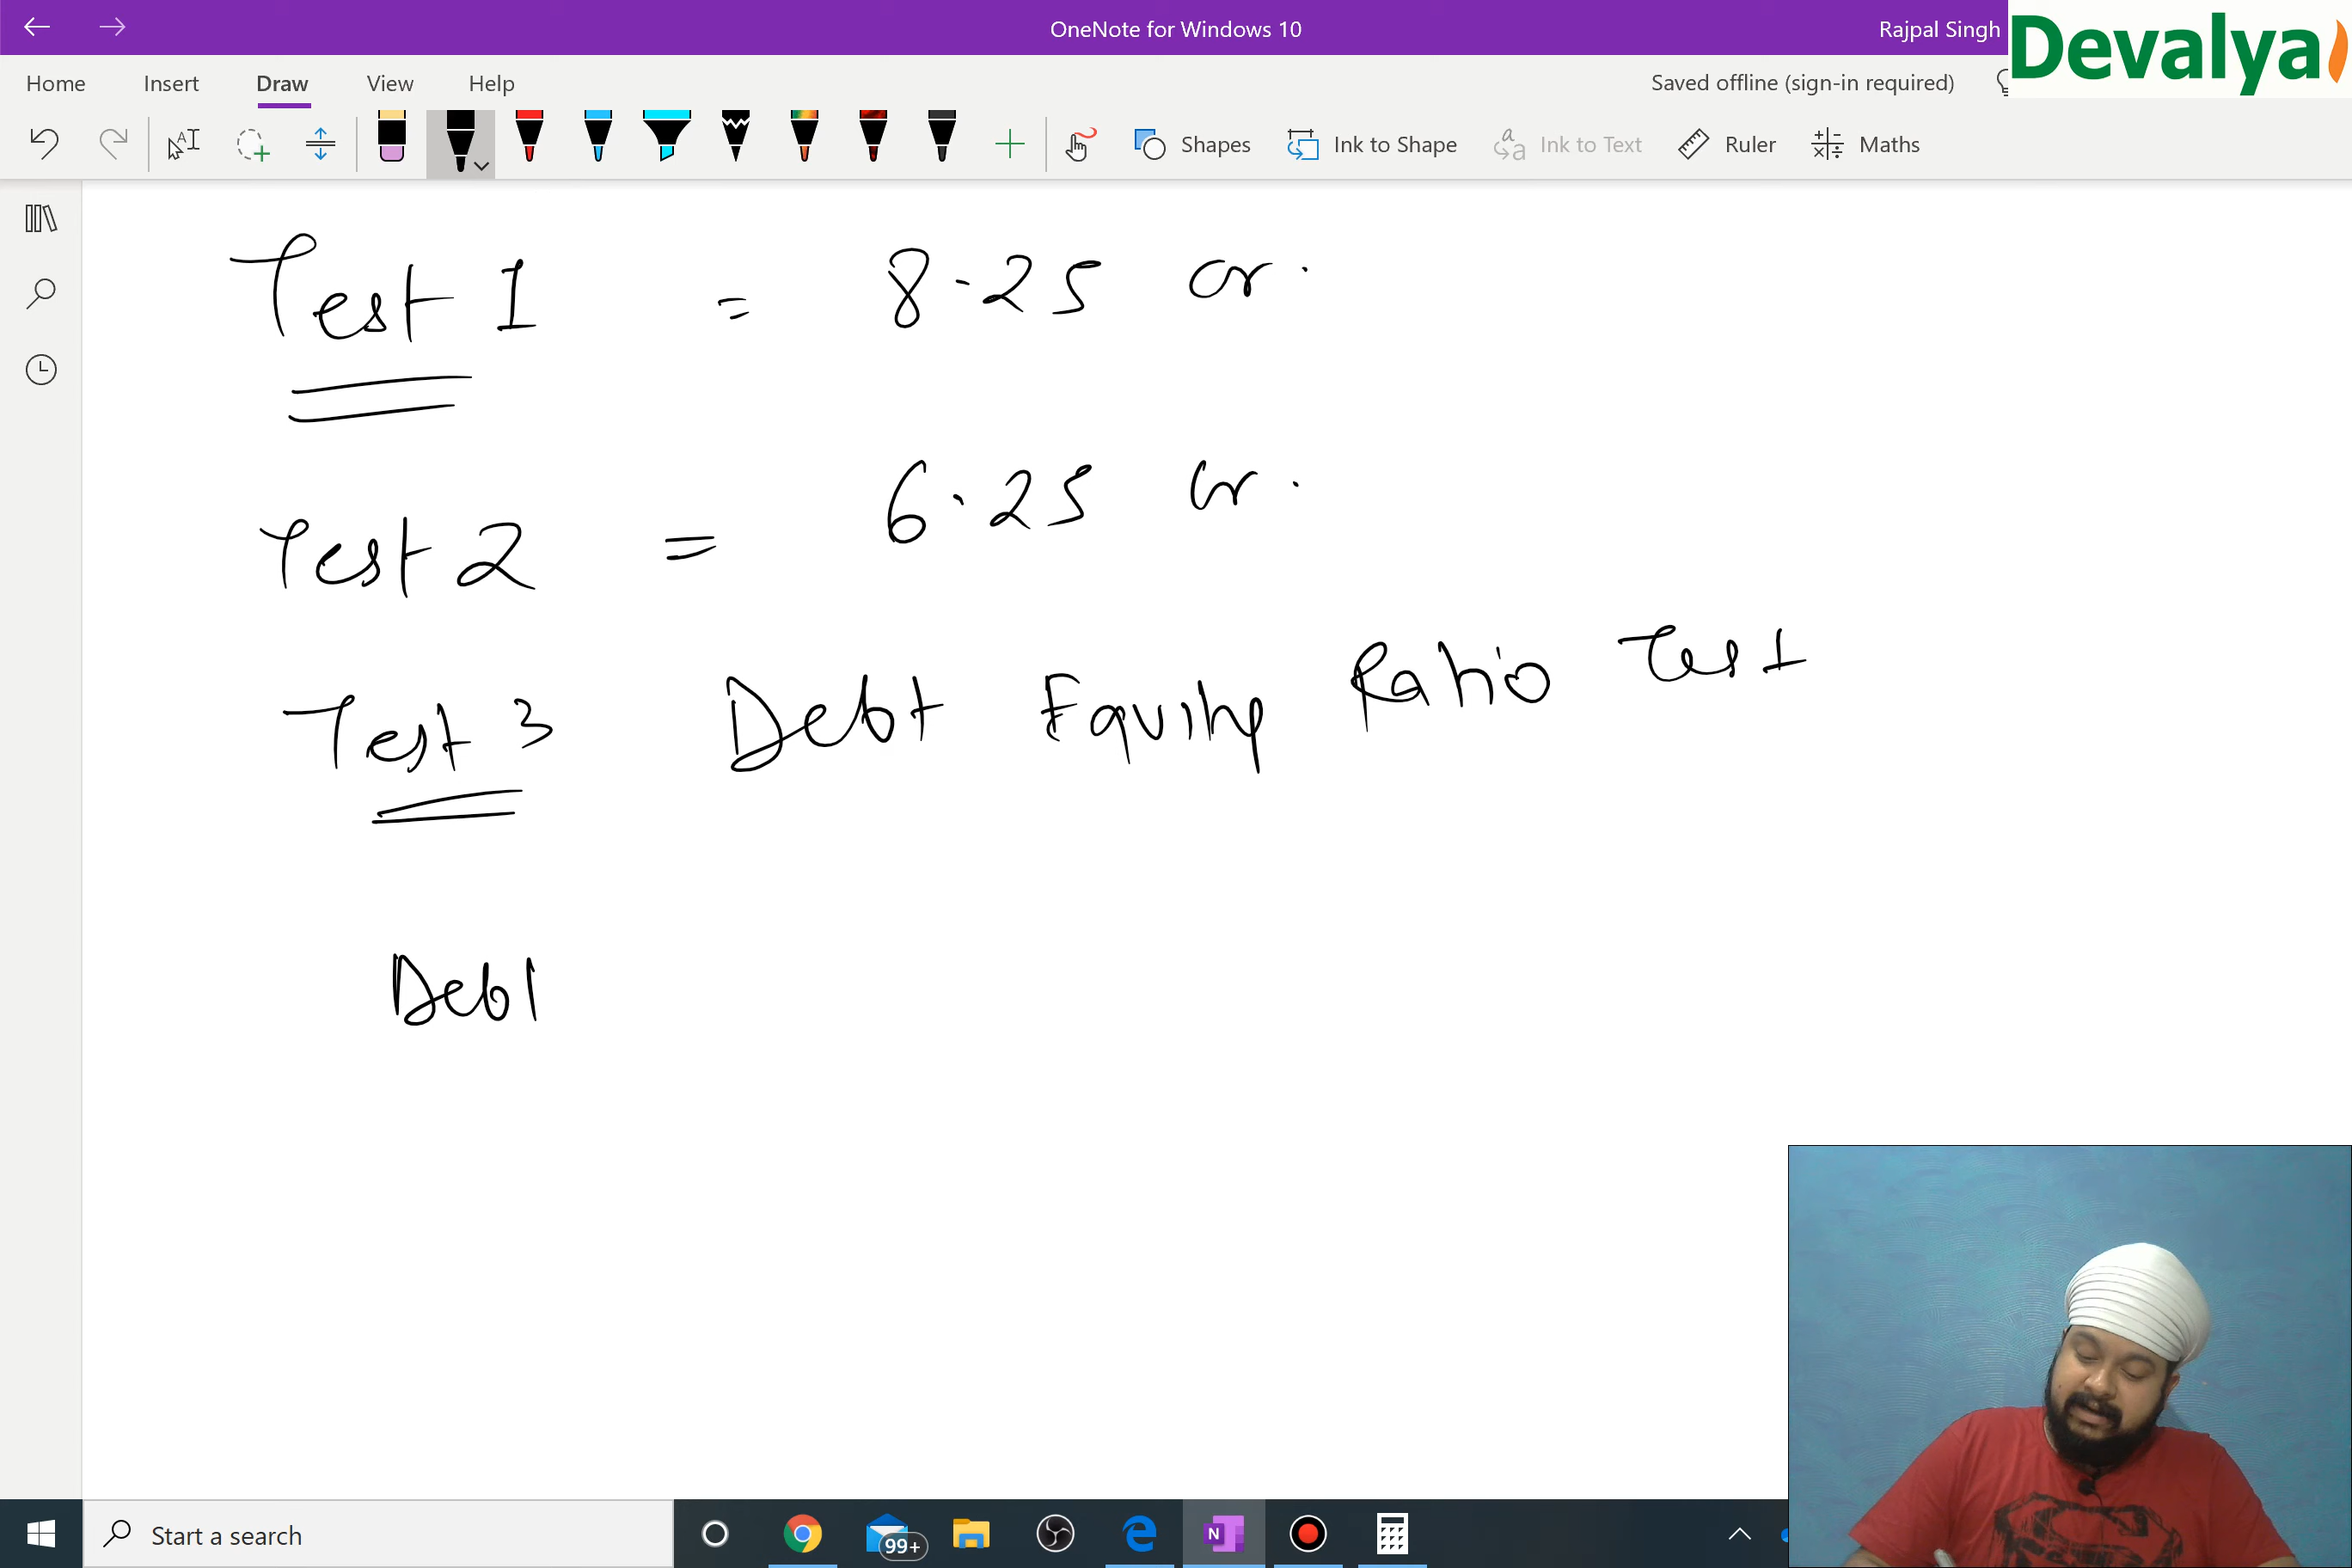 OneNote for Windows 10
Rajpal Singh
Devalya
Home Insert Draw View Help
Saved offline (sign-in required)
Shapes Ink to Shape Ink to Text Ruler Maths
Test 1 = 8.25 cr.
Test 2 = 6.25 cr.
Test 3 Debt Equity Ratio Test
Debt
Start a search
99+
N